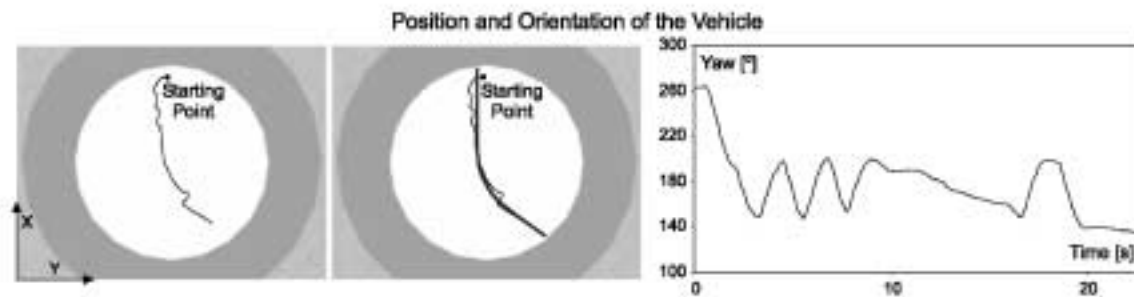 Position and Orientation of the Vehicle
Starting
Point
X
Y
Starting
Point
300
Yaw [º]
260
220
180
140
100
Time [s]
0
10
20